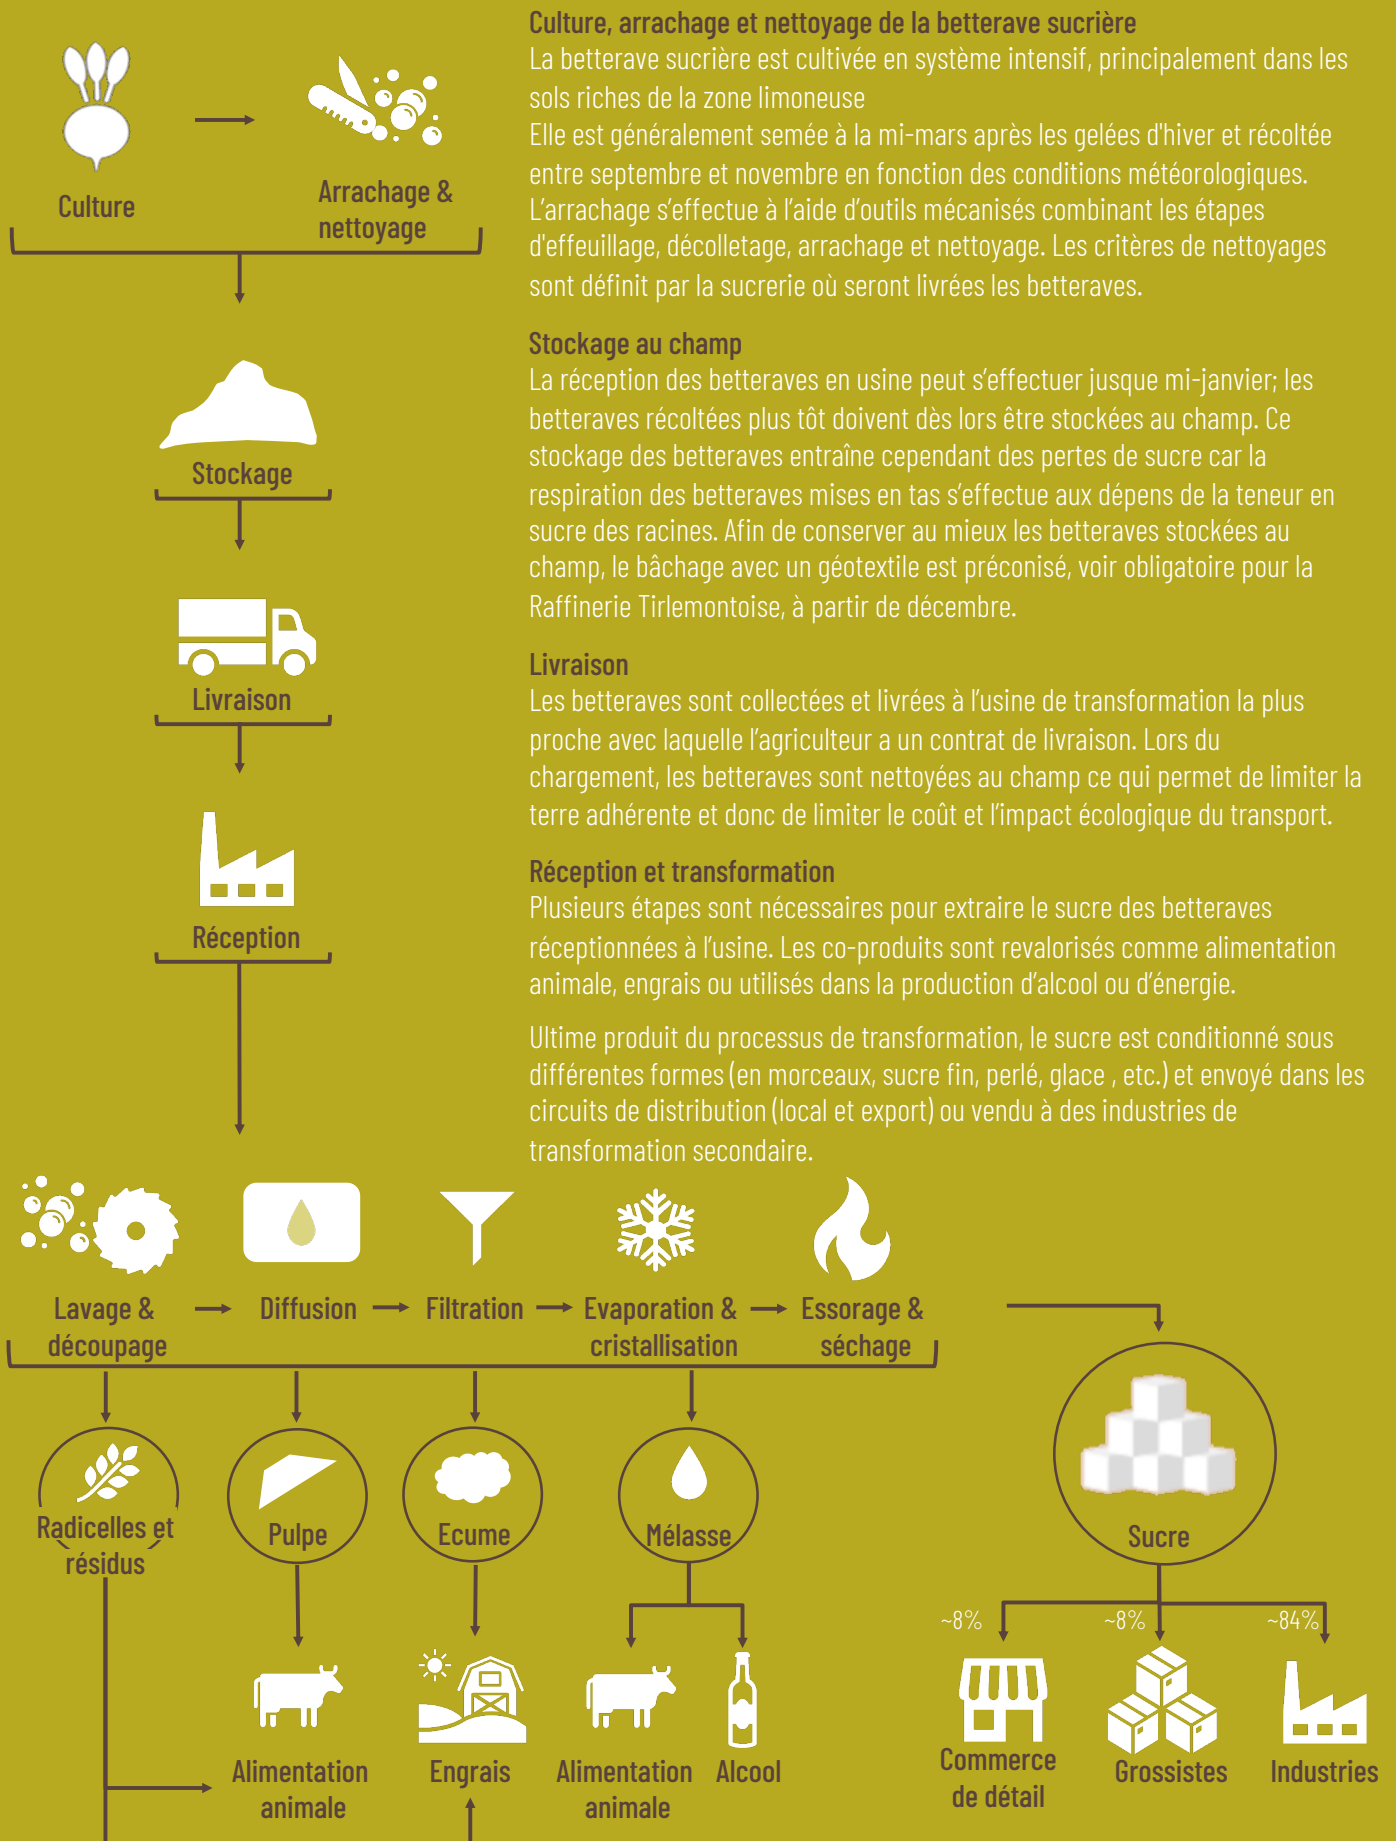 Culture, arrachage et nettoyage de la betterave sucrière
La betterave sucrière est cultivée en système intensif, principalement dans les
sols riches de la zone limoneuse
Elle est généralement semée à la mi-mars après les gelées d'hiver et récoltée
entre septembre et novembre en fonction des conditions météorologiques.
L’arrachage s’effectue à l’aide d’outils mécanisés combinant les étapes
d'effeuillage, décolletage, arrachage et nettoyage. Les critères de nettoyages
sont définit par la sucrerie où seront livrées les betteraves.
Culture
Arrachage &
nettoyage
Stockage au champ
La réception des betteraves en usine peut s’effectuer jusque mi-janvier; les
betteraves récoltées plus tôt doivent dès lors être stockées au champ. Ce
stockage des betteraves entraîne cependant des pertes de sucre car la
respiration des betteraves mises en tas s’effectue aux dépens de la teneur en
sucre des racines. Afin de conserver au mieux les betteraves stockées au
champ, le bâchage avec un géotextile est préconisé, voir obligatoire pour la
Raffinerie Tirlemontoise, à partir de décembre.
Stockage
Livraison
Les betteraves sont collectées et livrées à l’usine de transformation la plus
proche avec laquelle l’agriculteur a un contrat de livraison. Lors du
chargement, les betteraves sont nettoyées au champ ce qui permet de limiter la
terre adhérente et donc de limiter le coût et l’impact écologique du transport.
Livraison
Réception et transformation
Plusieurs étapes sont nécessaires pour extraire le sucre des betteraves
réceptionnées à l’usine. Les co-produits sont revalorisés comme alimentation
animale, engrais ou utilisés dans la production d’alcool ou d’énergie.
Ultime produit du processus de transformation, le sucre est conditionné sous
différentes formes (en morceaux, sucre fin, perlé, glace , etc.) et envoyé dans les
circuits de distribution (local et export) ou vendu à des industries de
transformation secondaire.
Réception
Lavage &
découpage
Diffusion
Filtration
Evaporation &
cristallisation
Essorage &
séchage
Radicelles et
résidus
Pulpe
Ecume
Mélasse
Sucre
~8%
~8%
~84%
Alimentation
animale
Engrais
Alimentation
animale
Alcool
Commerce
de détail
Grossistes
Industries